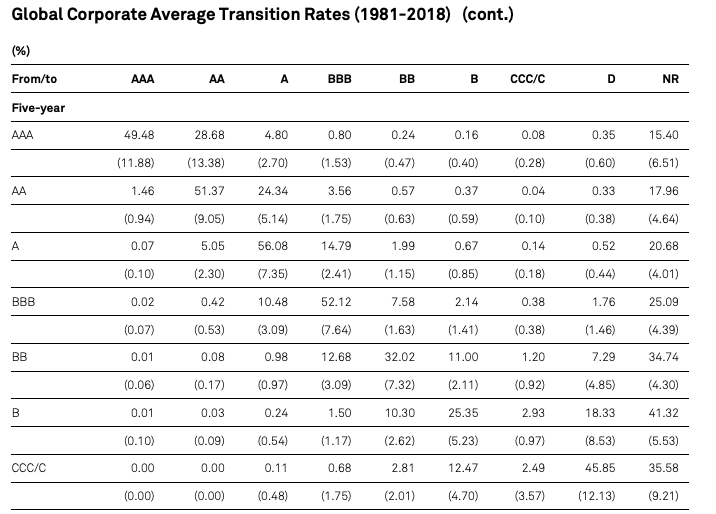 Global Corporate Average Transition Rates (1981-2018) (cont.)
(%)
From/to AAA AA A BBB BB B CCC/C D NR
Five-year
AAA 49.48 28.68 4.80 0.80 0.24 0.16 0.08 0.35 15.40
(11.88) (13.38) (2.70) (1.53) (0.47) (0.40) (0.28) (0.60) (6.51)
AA 1.46 51.37 24.34 3.56 0.57 0.37 0.04 0.33 17.96
(0.94) (9.05) (5.14) (1.75) (0.63) (0.59) (0.10) (0.38) (4.64)
A 0.07 5.05 56.08 14.79 1.99 0.67 0.14 0.52 20.68
(0.10) (2.30) (7.35) (2.41) (1.15) (0.85) (0.18) (0.44) (4.01)
BBB 0.02 0.42 10.48 52.12 7.58 2.14 0.38 1.76 25.09
(0.07) (0.53) (3.09) (7.64) (1.63) (1.41) (0.38) (1.46) (4.39)
BB 0.01 0.08 0.98 12.68 32.02 11.00 1.20 7.29 34.74
(0.06) (0.17) (0.97) (3.09) (7.32) (2.11) (0.92) (4.85) (4.30)
B 0.01 0.03 0.24 1.50 10.30 25.35 2.93 18.33 41.32
(0.10) (0.09) (0.54) (1.17) (2.62) (5.23) (0.97) (8.53) (5.53)
CCC/C 0.00 0.00 0.11 0.68 2.81 12.47 2.49 45.85 35.58
(0.00) (0.00) (0.48) (1.75) (2.01) (4.70) (3.57) (12.13) (9.21)